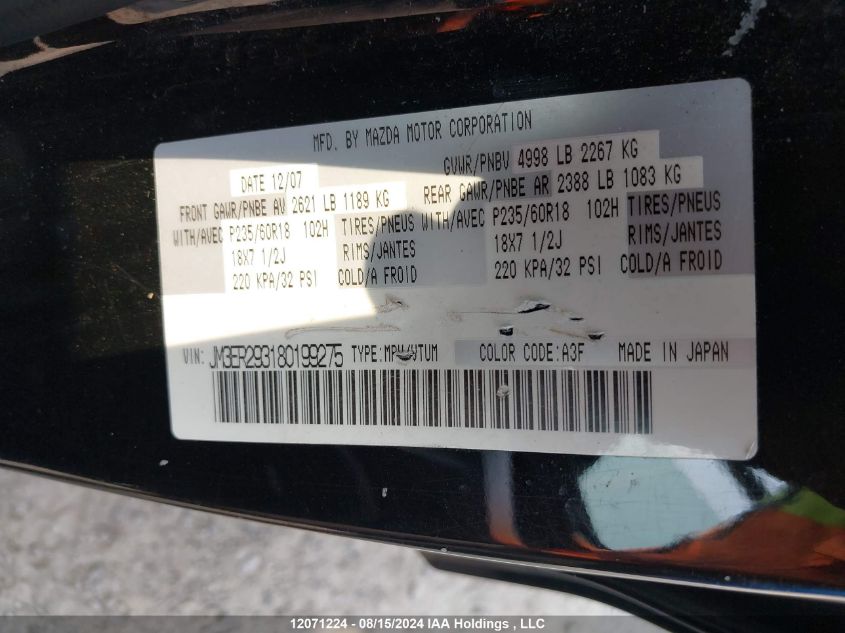 MFD. BY MAZDA MOTOR CORPORATION
DATE 12/07 GVWR/PNBV 4998 LB 2267 KG
FRONT GAWR/PNBE AV 2621 LB 1189 KG REAR GAWR/PNBE AR 2388 LB 1083 KG
WITH/AVEC P235/60R18 102H TIRES/PNEUS WITH/AVEC P235/60R18 102H TIRES/PNEUS
18X7 1/2J RIMS/JANTES 18X7 1/2J RIMS/JANTES
220 KPA/32 PSI COLD/A FROID 220 KPA/32 PSI COLD/A FROID
VIN: JM3ER293180199275 TYPE:MPV/VTUM COLOR CODE:A3F MADE IN JAPAN
12071224 - 08/15/2024 IAA Holdings , LLC